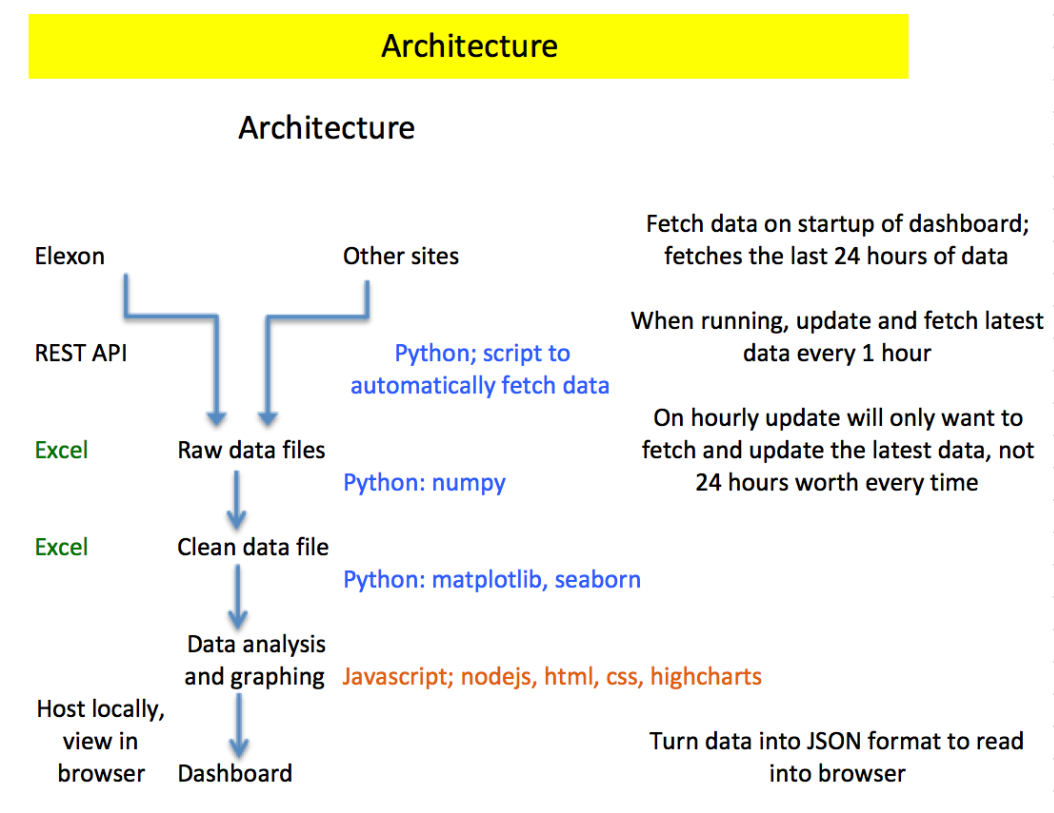 Architecture
Architecture
Fetch data on startup of dashboard;
Elexon
Other sites
fetches the last 24 hours of data
When running, update and fetch latest
REST API
Python; script to
data every 1 hour
automatically fetch data
On hourly update will only want to
Excel
Raw data files
fetch and update the latest data, not
Python: numpy
24 hours worth every time
Excel
Clean data file
Python: matplotlib, seaborn
Data analysis
and graphing
Javascript; nodejs, html, css, highcharts
Host locally,
view in
browser
Dashboard
Turn data into JSON format to read
into browser